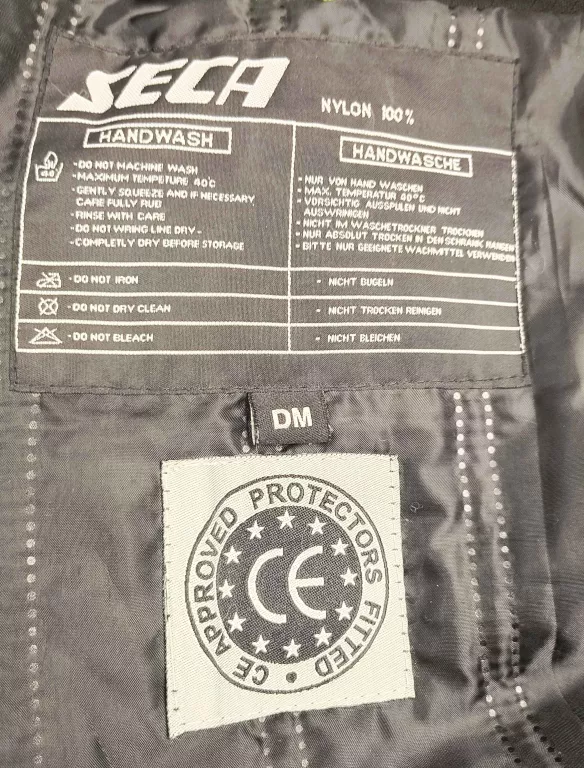 SECA
NYLON 100%
HANDWASH
-DO NOT MACHINE WASH
-MAXIMUM TEMPETURE 40°C
-GENTLY SQUEEZE AND IF NECESSARY
CARE FULLY RUB
-RINSE WITH CARE
-DO NOT WRING LINE DRY-
-COMPLETLY DRY BEFORE STORAGE
HANDWASCHE
-NUR VON HAND WASCHEN
-MAX. TEMPERATUR 40°C
-VORSICHTIG AUSSPULEN UND NICHT
AUSWRINGEN
-NICHT IM WASCHETROCKNER TROCKNEN
-NUR ABSOLUT TROCKEN IN DEN SCHRANK HANGEN
-BITTE NUR GEEIGNETE WACHMITTEL VERWENDEN
-DO NOT IRON
- NICHT BUGELN
-DO NOT DRY CLEAN
- NICHT TROCKEN REINIGEN
-DO NOT BLEACH
- NICHT BLEICHEN
DM
CE APPROVED PROTECTORS FITTED •
CE